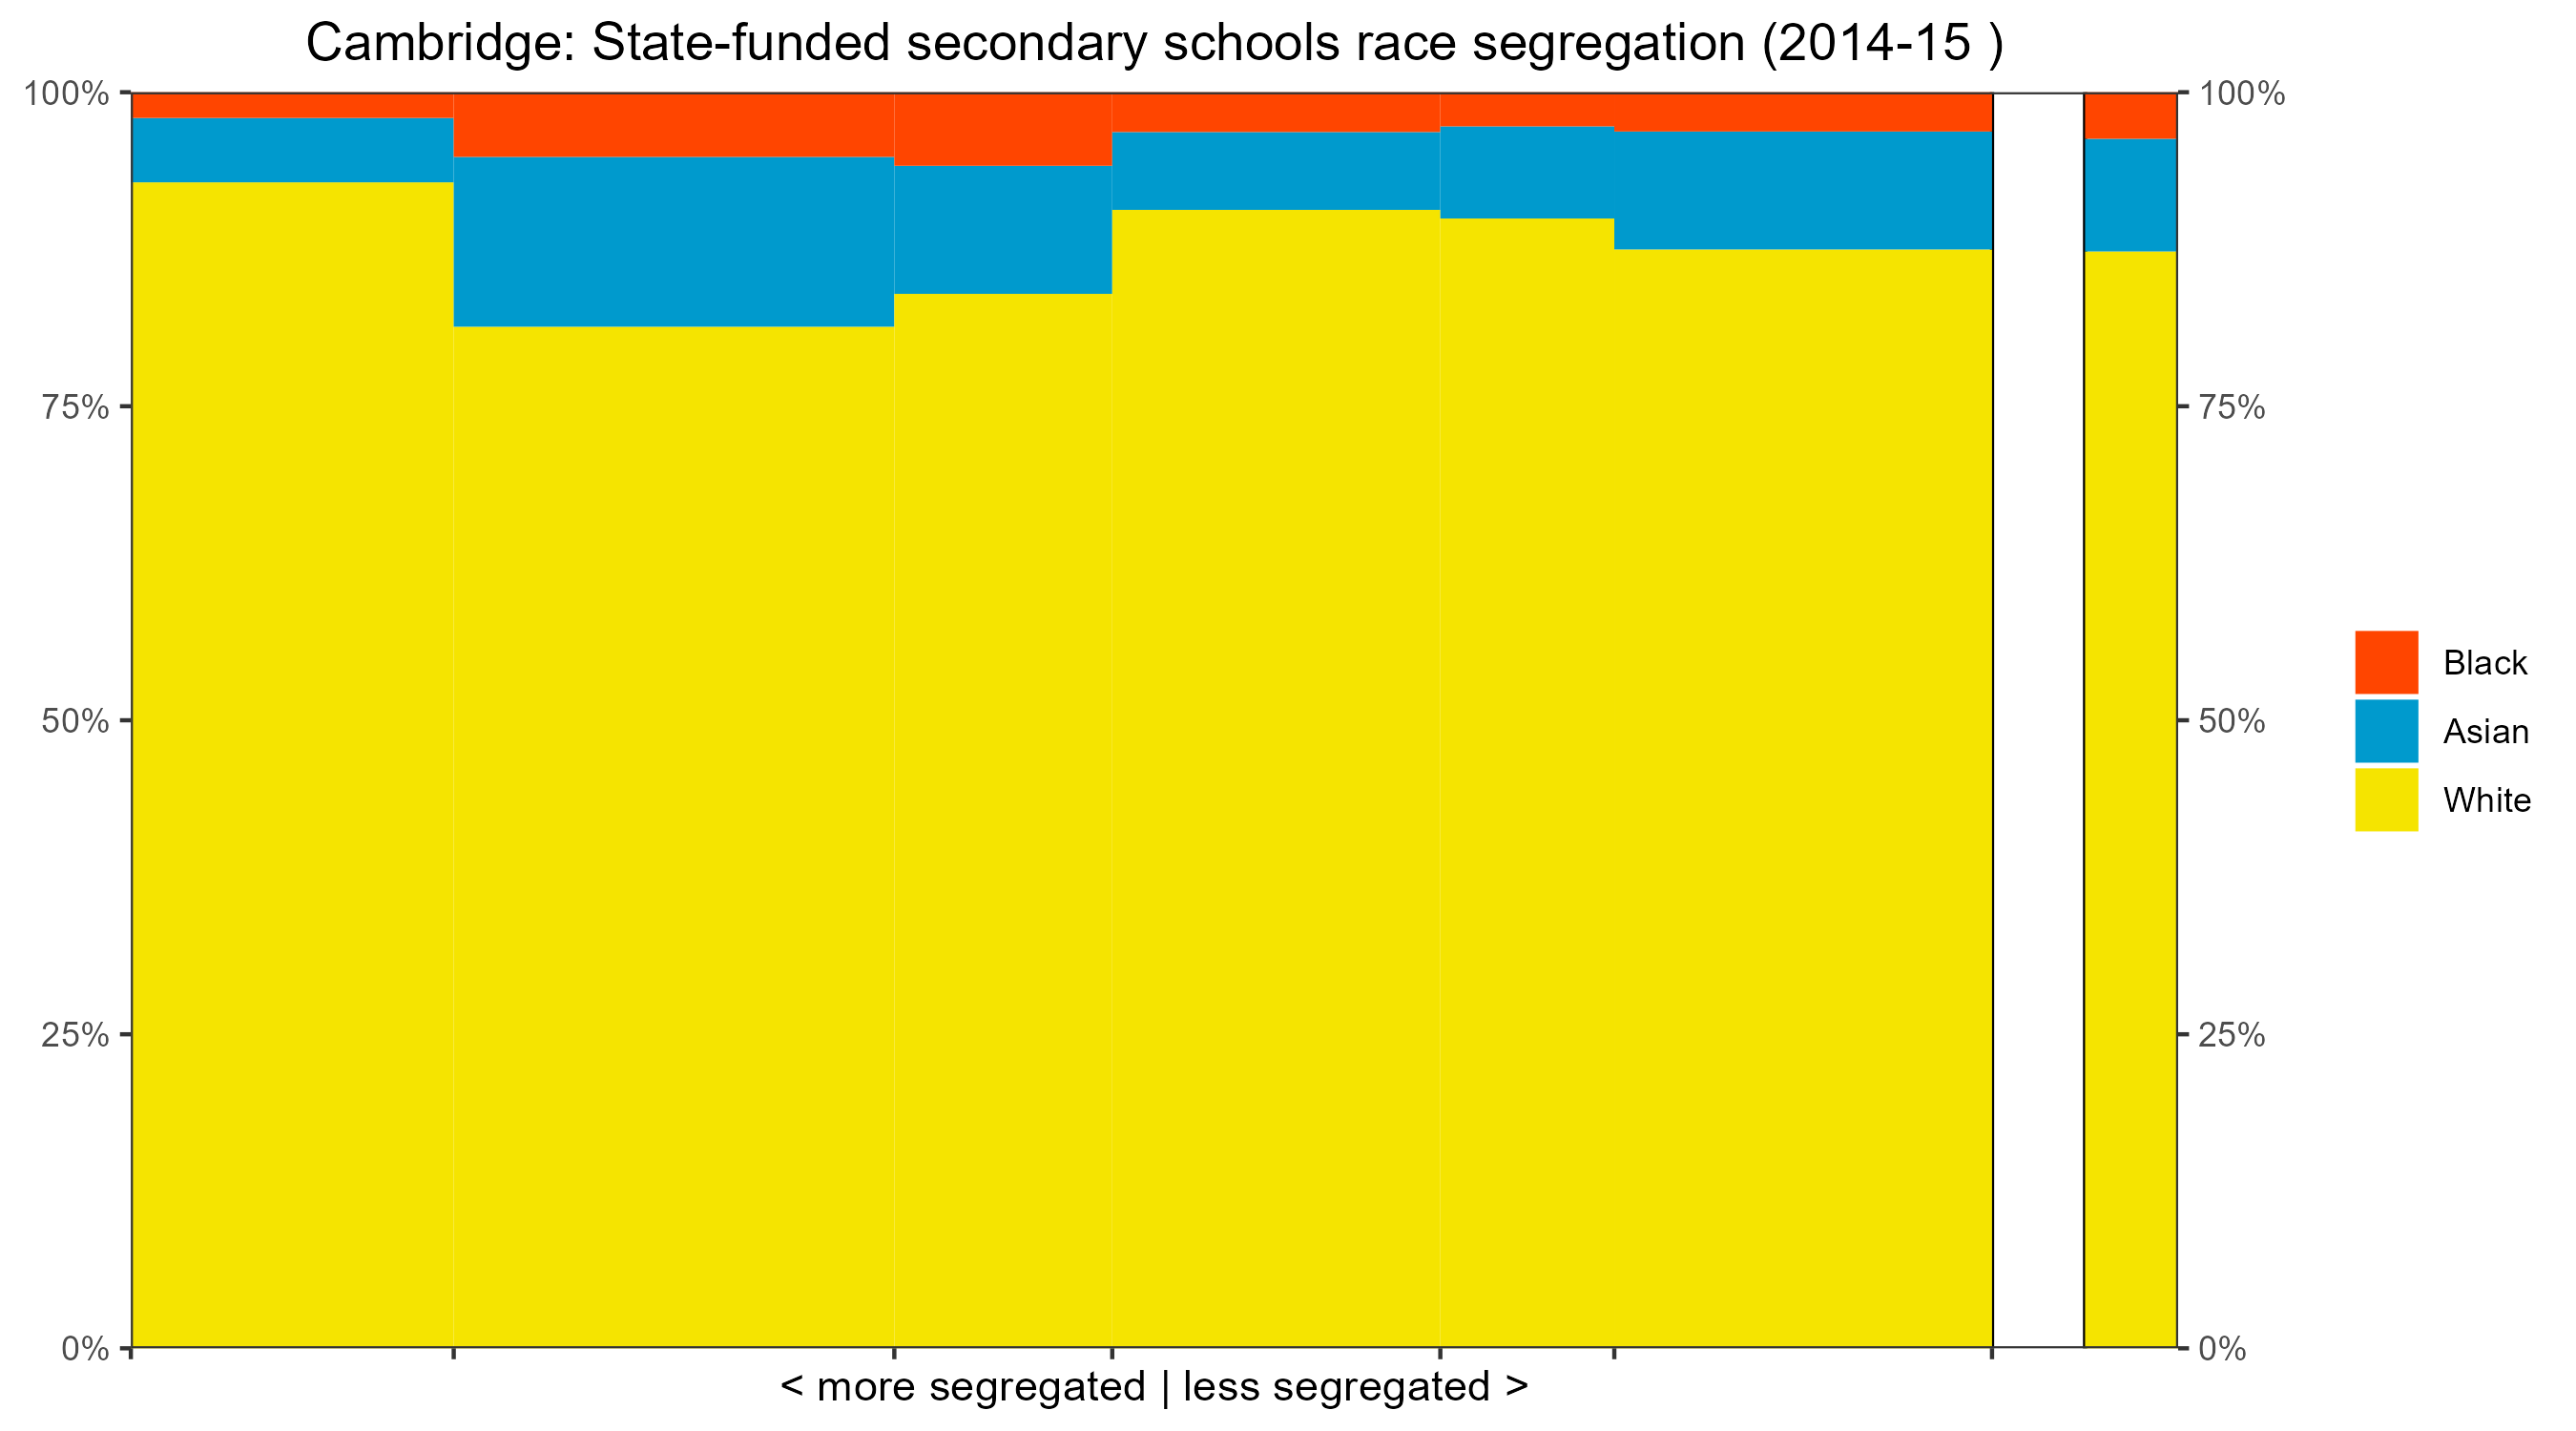 Cambridge: State-funded secondary schools race segregation (2014-15 )
100%
75%
50%
25%
0%
100%
75%
50%
25%
0%
Black
Asian
White
< more segregated | less segregated >